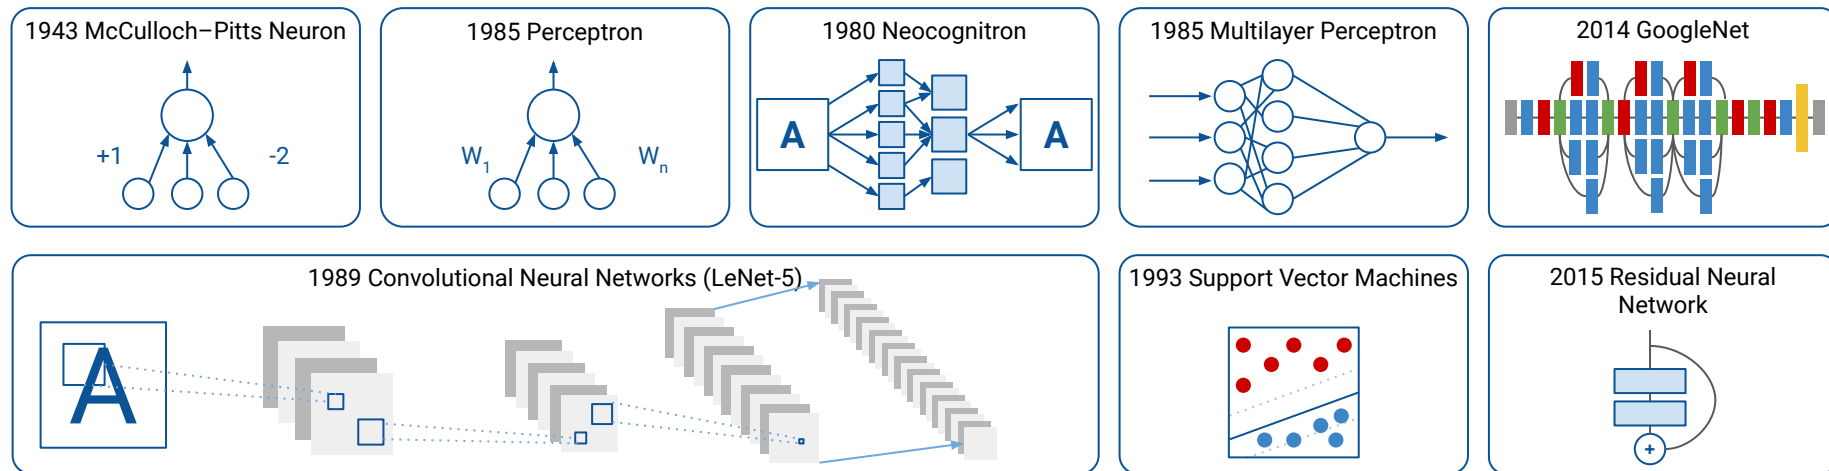 1943 McCulloch–Pitts Neuron
+1
-2
1985 Perceptron
W1
Wn
1980 Neocognitron
A
A
1985 Multilayer Perceptron
2014 GoogleNet
1989 Convolutional Neural Networks (LeNet-5)
A
1993 Support Vector Machines
2015 Residual Neural
Network
+